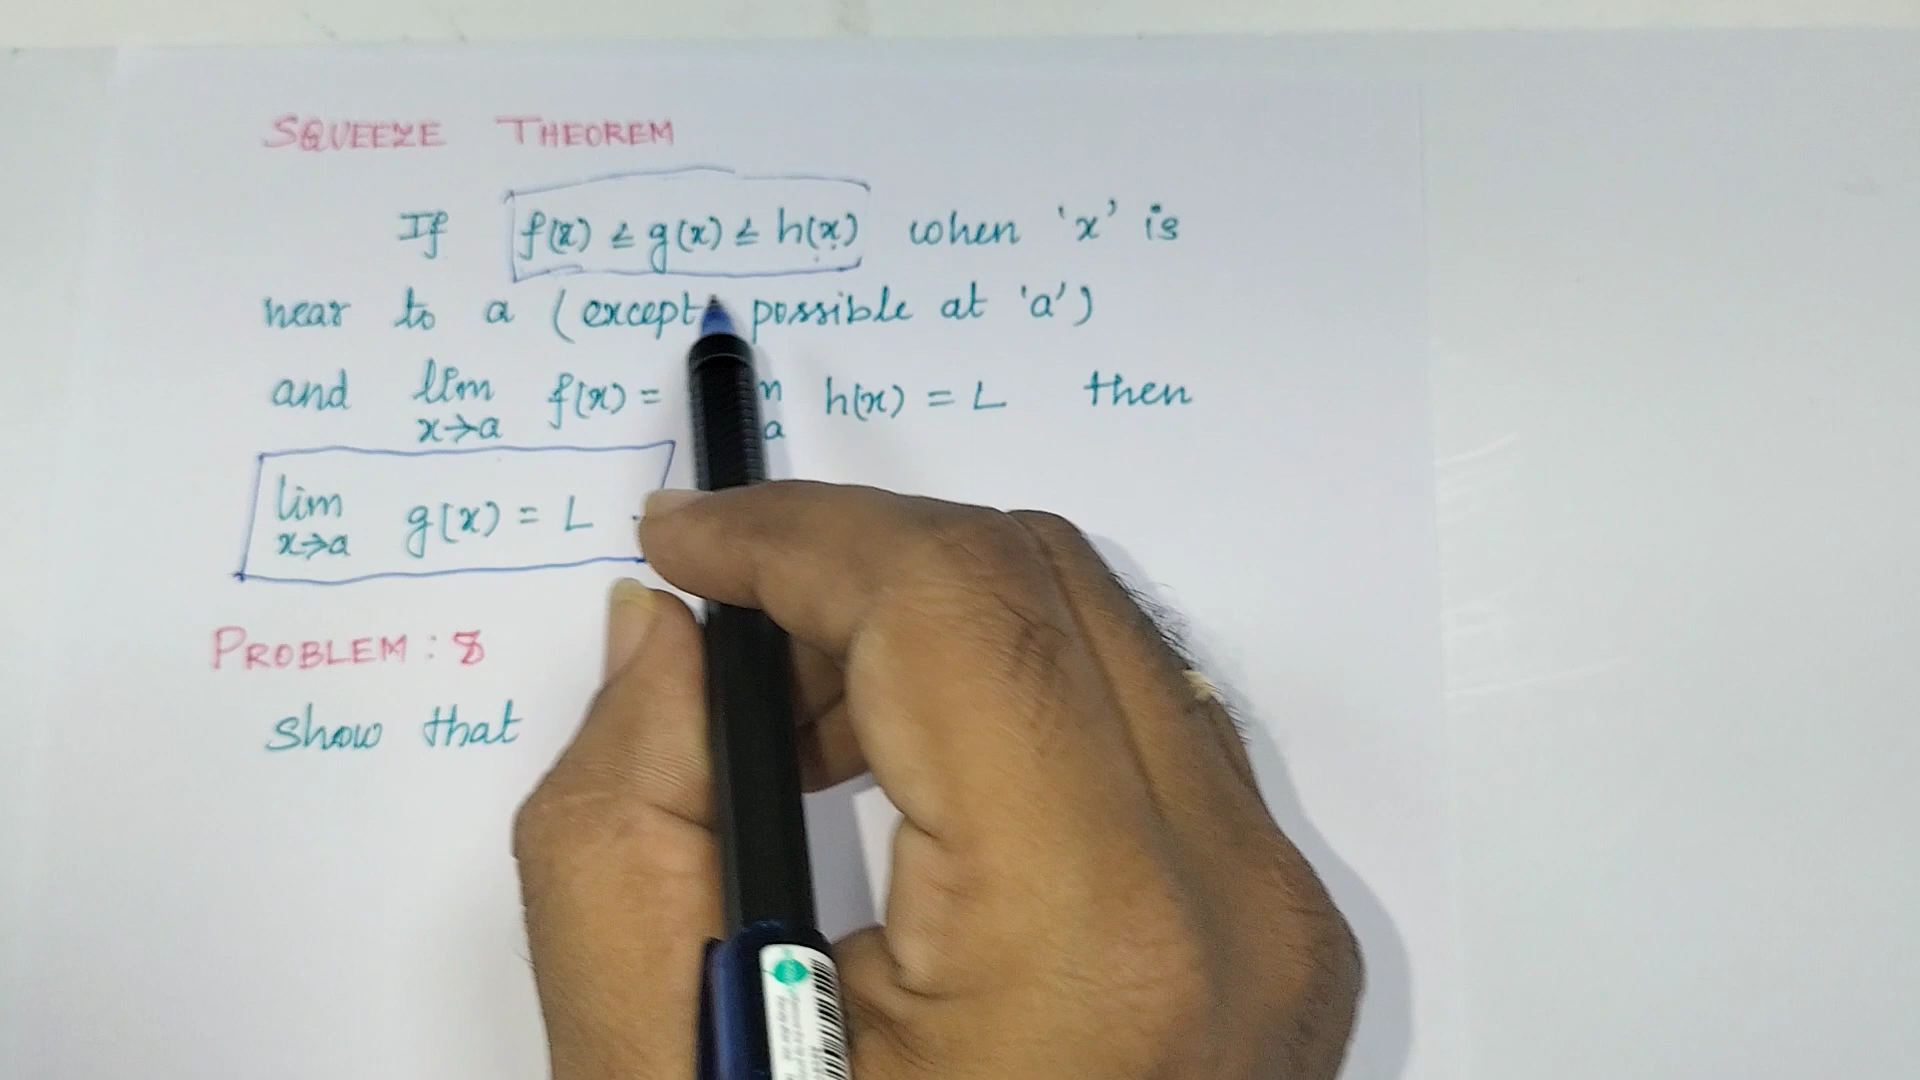 SQUEEZE THEOREM
If f(x) ≤ g(x) ≤ h(x) when 'x' is
near to a (except possible at 'a')
and lim f(x) = h(x) = L then
x→a a
lim g(x) = L
x→a
PROBLEM : 8
show that